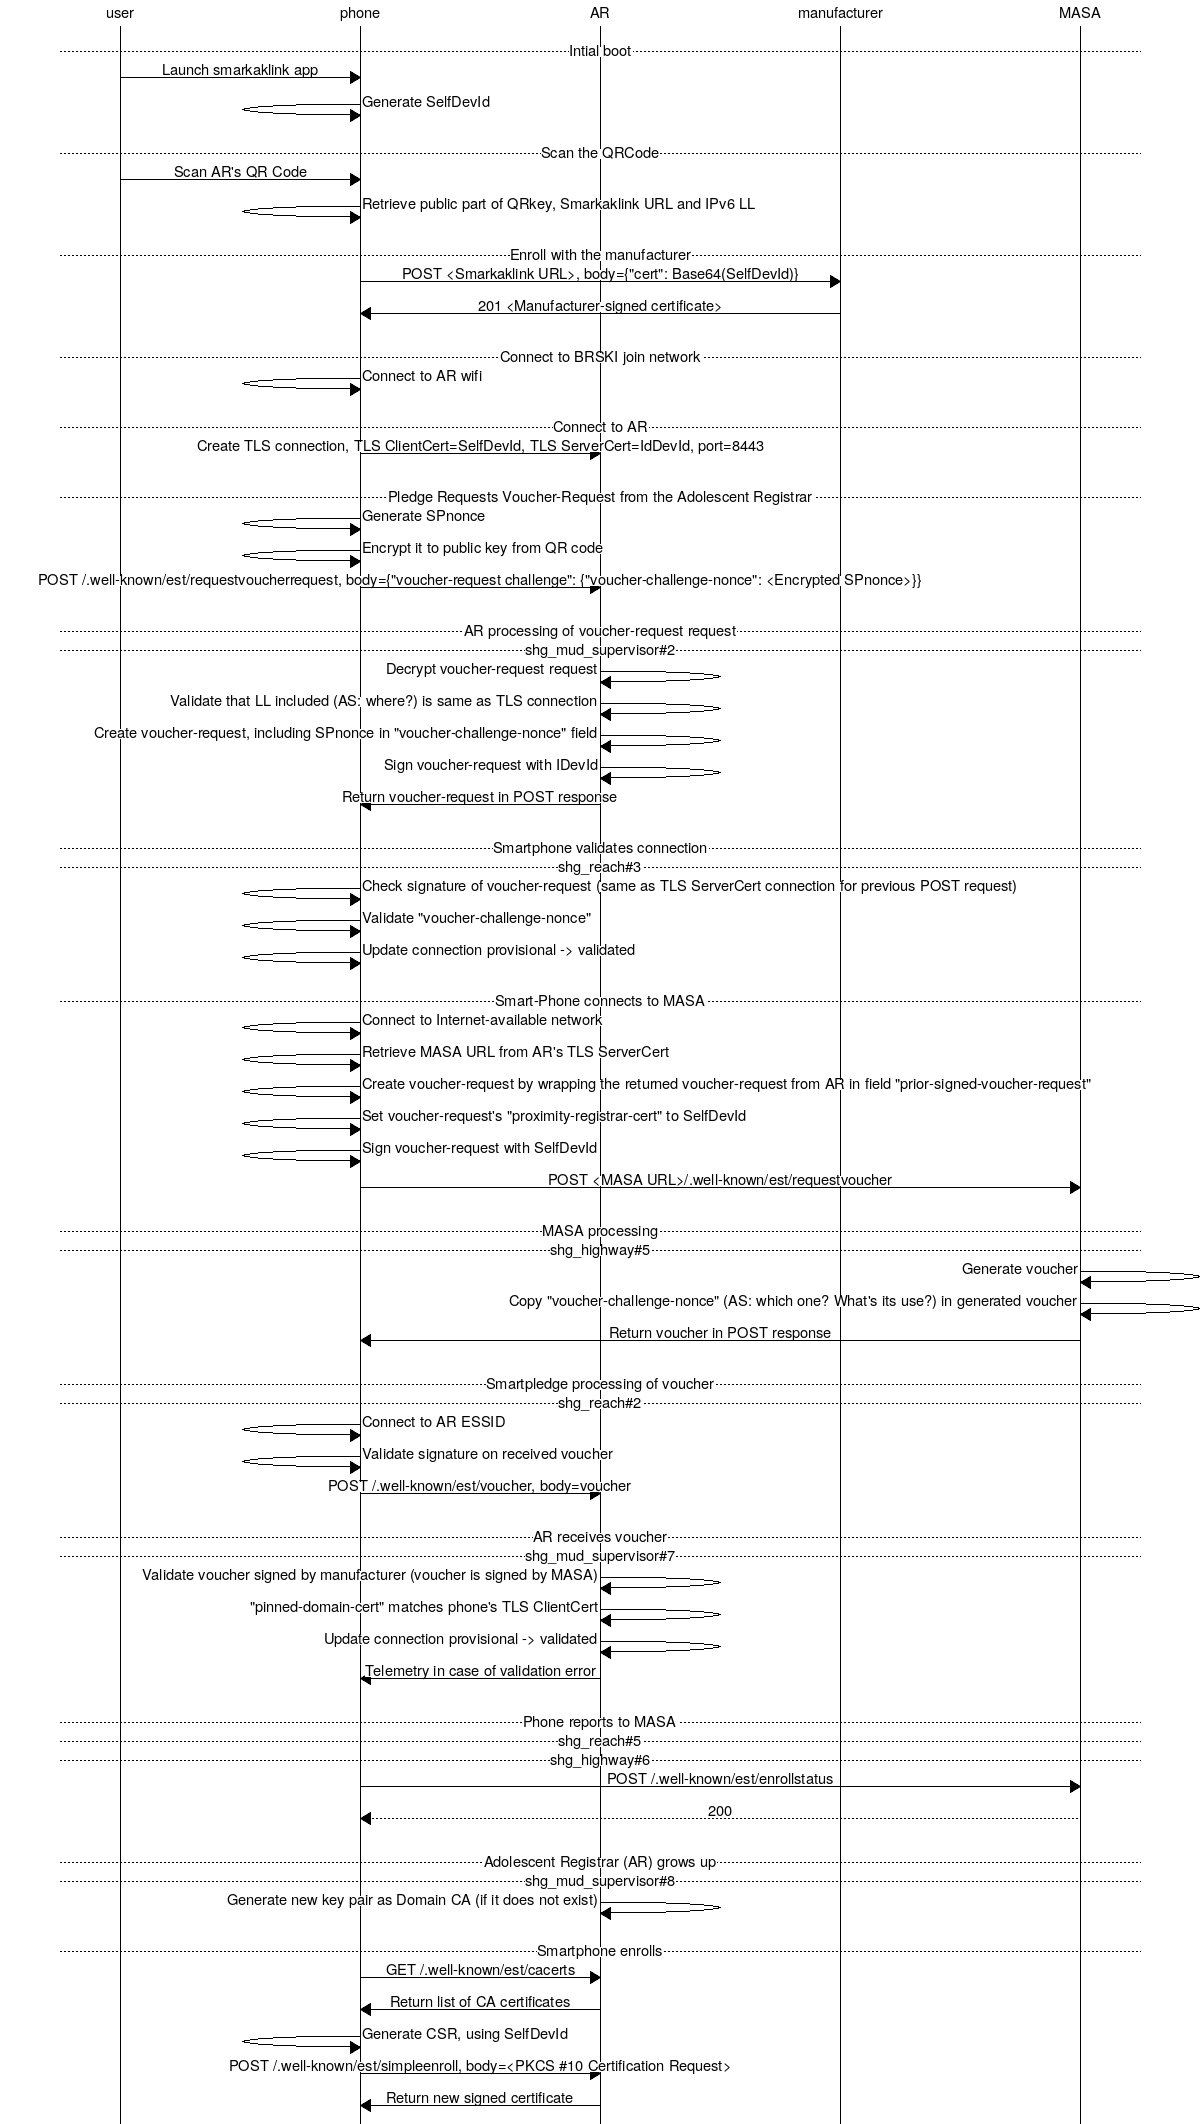 user phone AR manufacturer MASA
Intial boot
Launch smarkaklink app
Generate SelfDevId
Scan the QRCode
Scan AR's QR Code
Retrieve public part of QRkey, Smarkaklink URL and IPv6 LL
Enroll with the manufacturer
POST <Smarkaklink URL>, body={"cert": Base64(SelfDevId)}
201 <Manufacturer-signed certificate>
Connect to BRSKI join network
Connect to AR wifi
Connect to AR
Create TLS connection, TLS ClientCert=SelfDevId, TLS ServerCert=IdDevId, port=8443
Pledge Requests Voucher-Request from the Adolescent Registrar
Generate SPnonce
Encrypt it to public key from QR code
POST /.well-known/est/requestvoucherrequest, body={"voucher-request challenge": {"voucher-challenge-nonce": <Encrypted SPnonce>}}
AR processing of voucher-request request
shg_mud_supervisor#2
Decrypt voucher-request request
Validate that LL included (AS: where?) is same as TLS connection
Create voucher-request, including SPnonce in "voucher-challenge-nonce" field
Sign voucher-request with IDevId
Return voucher-request in POST response
Smartphone validates connection
shg_reach#3
Check signature of voucher-request (same as TLS ServerCert connection for previous POST request)
Validate "voucher-challenge-nonce"
Update connection provisional -> validated
Smart-Phone connects to MASA
Connect to Internet-available network
Retrieve MASA URL from AR's TLS ServerCert
Create voucher-request by wrapping the returned voucher-request from AR in field "prior-signed-voucher-request"
Set voucher-request's "proximity-registrar-cert" to SelfDevId
Sign voucher-request with SelfDevId
POST <MASA URL>/.well-known/est/requestvoucher
MASA processing
shg_highway#5
Generate voucher
Copy "voucher-challenge-nonce" (AS: which one? What's its use?) in generated voucher
Return voucher in POST response
Smartpledge processing of voucher
shg_reach#2
Connect to AR ESSID
Validate signature on received voucher
POST /.well-known/est/voucher, body=voucher
AR receives voucher
shg_mud_supervisor#7
Validate voucher signed by manufacturer (voucher is signed by MASA)
"pinned-domain-cert" matches phone's TLS ClientCert
Update connection provisional -> validated
Telemetry in case of validation error
Phone reports to MASA
shg_reach#5
shg_highway#6
POST /.well-known/est/enrollstatus
200
Adolescent Registrar (AR) grows up
shg_mud_supervisor#8
Generate new key pair as Domain CA (if it does not exist)
Smartphone enrolls
GET /.well-known/est/cacerts
Return list of CA certificates
Generate CSR, using SelfDevId
POST /.well-known/est/simpleenroll, body=<PKCS #10 Certification Request>
Return new signed certificate